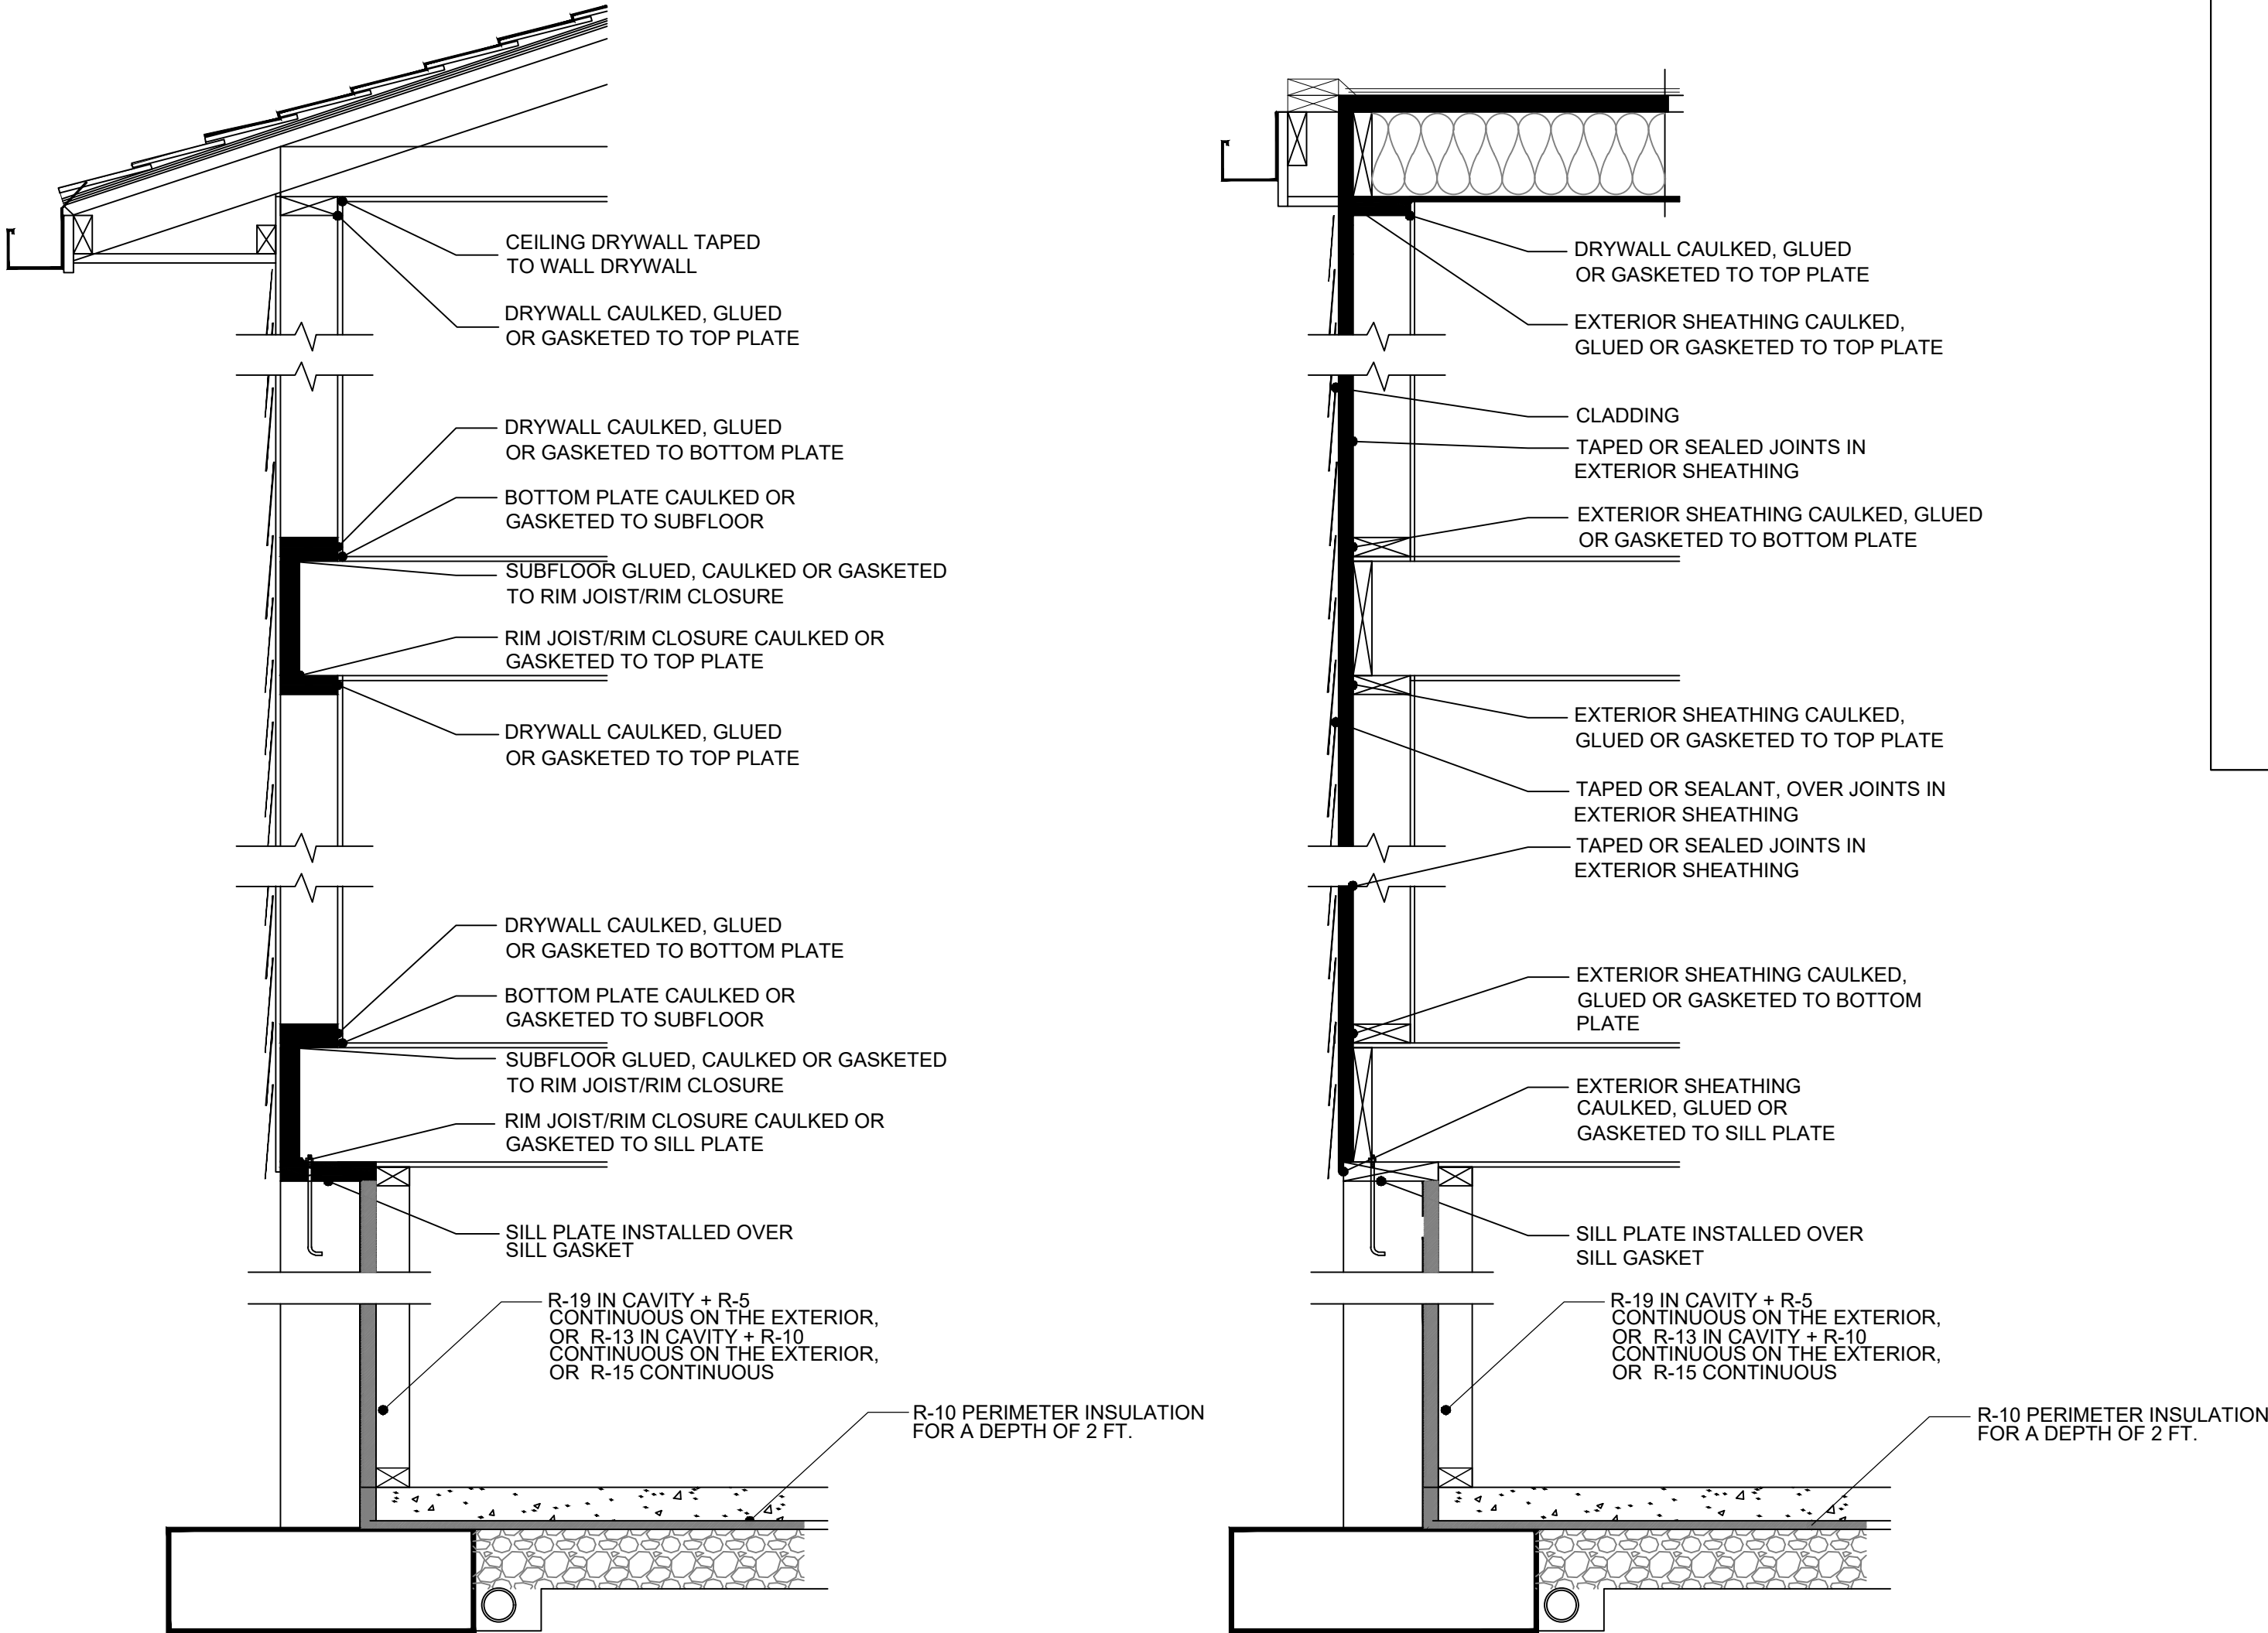 CEILING DRYWALL TAPED
TO WALL DRYWALL
DRYWALL CAULKED, GLUED
OR GASKETED TO TOP PLATE
DRYWALL CAULKED, GLUED
OR GASKETED TO BOTTOM PLATE
BOTTOM PLATE CAULKED OR
GASKETED TO SUBFLOOR
SUBFLOOR GLUED, CAULKED OR GASKETED
TO RIM JOIST/RIM CLOSURE
RIM JOIST/RIM CLOSURE CAULKED OR
GASKETED TO TOP PLATE
DRYWALL CAULKED, GLUED
OR GASKETED TO TOP PLATE
DRYWALL CAULKED, GLUED
OR GASKETED TO BOTTOM PLATE
BOTTOM PLATE CAULKED OR
GASKETED TO SUBFLOOR
SUBFLOOR GLUED, CAULKED OR GASKETED
TO RIM JOIST/RIM CLOSURE
RIM JOIST/RIM CLOSURE CAULKED OR
GASKETED TO SILL PLATE
SILL PLATE INSTALLED OVER
SILL GASKET
R-19 IN CAVITY + R-5
CONTINUOUS ON THE EXTERIOR,
OR R-13 IN CAVITY + R-10
CONTINUOUS ON THE EXTERIOR,
OR R-15 CONTINUOUS
R-10 PERIMETER INSULATION
FOR A DEPTH OF 2 FT.
DRYWALL CAULKED, GLUED
OR GASKETED TO TOP PLATE
EXTERIOR SHEATHING CAULKED,
GLUED OR GASKETED TO TOP PLATE
CLADDING
TAPED OR SEALED JOINTS IN
EXTERIOR SHEATHING
EXTERIOR SHEATHING CAULKED, GLUED
OR GASKETED TO BOTTOM PLATE
EXTERIOR SHEATHING CAULKED,
GLUED OR GASKETED TO TOP PLATE
TAPED OR SEALANT, OVER JOINTS IN
EXTERIOR SHEATHING
TAPED OR SEALED JOINTS IN
EXTERIOR SHEATHING
EXTERIOR SHEATHING CAULKED,
GLUED OR GASKETED TO BOTTOM
PLATE
EXTERIOR SHEATHING
CAULKED, GLUED OR
GASKETED TO SILL PLATE
SILL PLATE INSTALLED OVER
SILL GASKET
R-19 IN CAVITY + R-5
CONTINUOUS ON THE EXTERIOR,
OR R-13 IN CAVITY + R-10
CONTINUOUS ON THE EXTERIOR,
OR R-15 CONTINUOUS
R-10 PERIMETER INSULATION
FOR A DEPTH OF 2 FT.